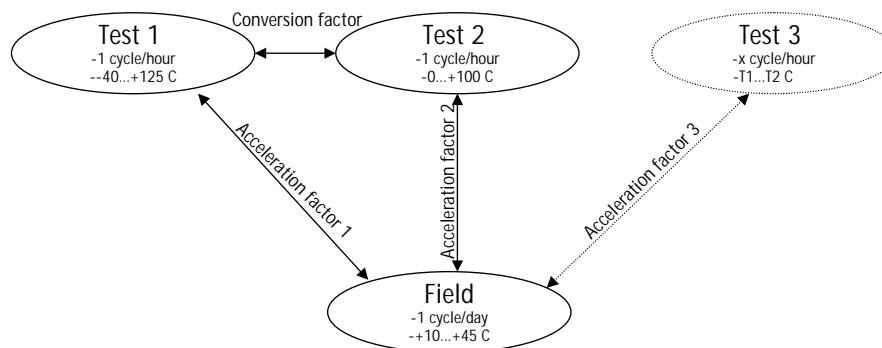 Conversion factor
Test 1
-1 cycle/hour
--40...+125 C
Test 2
-1 cycle/hour
-0...+100 C
Test 3
-x cycle/hour
-T1...T2 C
Acceleration factor 1
Acceleration factor 2
Acceleration factor 3
Field
-1 cycle/day
-+10...+45 C